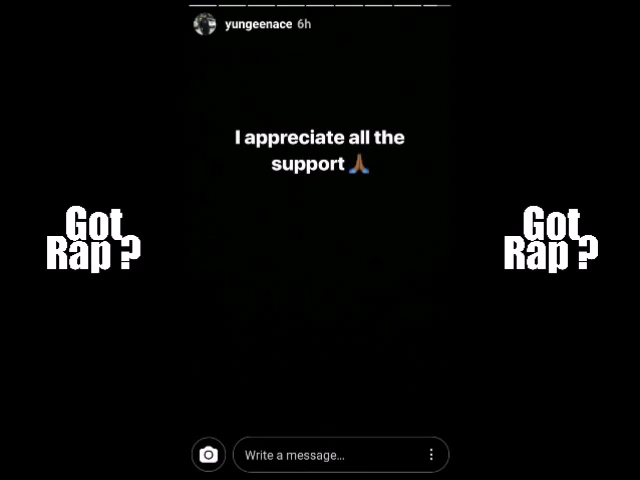 yungeenace 6h
I appreciate all the
support 🙏🏾
Got
Rap ?
Got
Rap ?
Write a message...